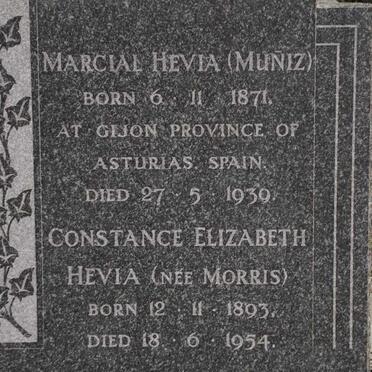 MARCIAL HEVIA (MUÑIZ)
BORN 6 · 11 · 1871.
AT GIJON PROVINCE OF
ASTURIAS. SPAIN
DIED 27 · 5 · 1939.
CONSTANCE ELIZABETH
HEVIA (NÉE MORRIS)
BORN 12 · 11 · 1893.
DIED 18 · 6 · 1954.